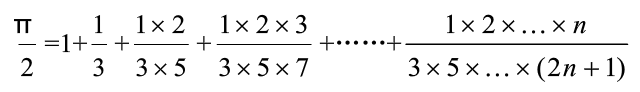 π/2 = 1 + 1/3 + (1×2)/(3×5) + (1×2×3)/(3×5×7) + ······ + (1×2×…×n)/(3×5×…×(2n+1))